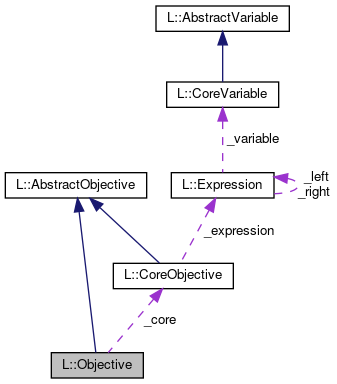 L::AbstractVariable
L::CoreVariable
_variable
L::AbstractObjective
L::Expression
_left
_right
_expression
L::CoreObjective
_core
L::Objective